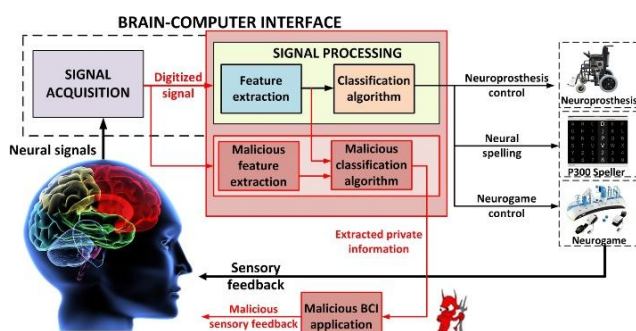 BRAIN-COMPUTER INTERFACE
SIGNAL PROCESSING
SIGNAL
ACQUISITION
Digitized
signal
Feature
extraction
Classification
algorithm
Neuroprosthesis
control
Neuroprosthesis
Neural signals
Malicious
feature
extraction
Malicious
classification
algorithm
Neural
spelling
P300 Speller
Neurogame
control
Neurogame
Extracted private
information
Sensory
feedback
Malicious
sensory feedback
Malicious BCI
application